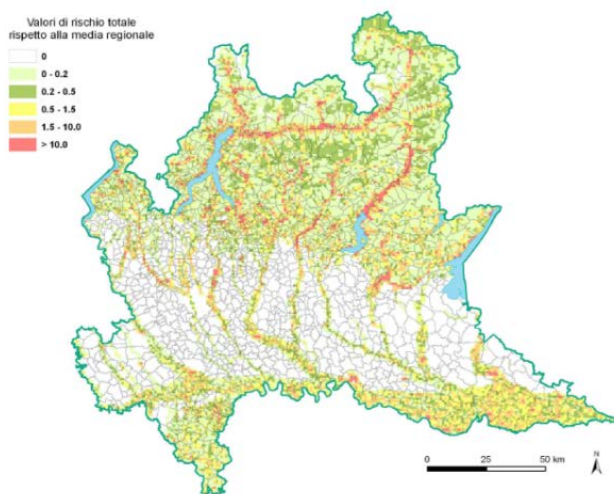 Valori di rischio totale
rispetto alla media regionale
0
0 - 0.2
0.2 - 0.5
0.5 - 1.5
1.5 - 10.0
> 10.0
0 25 50 km
N